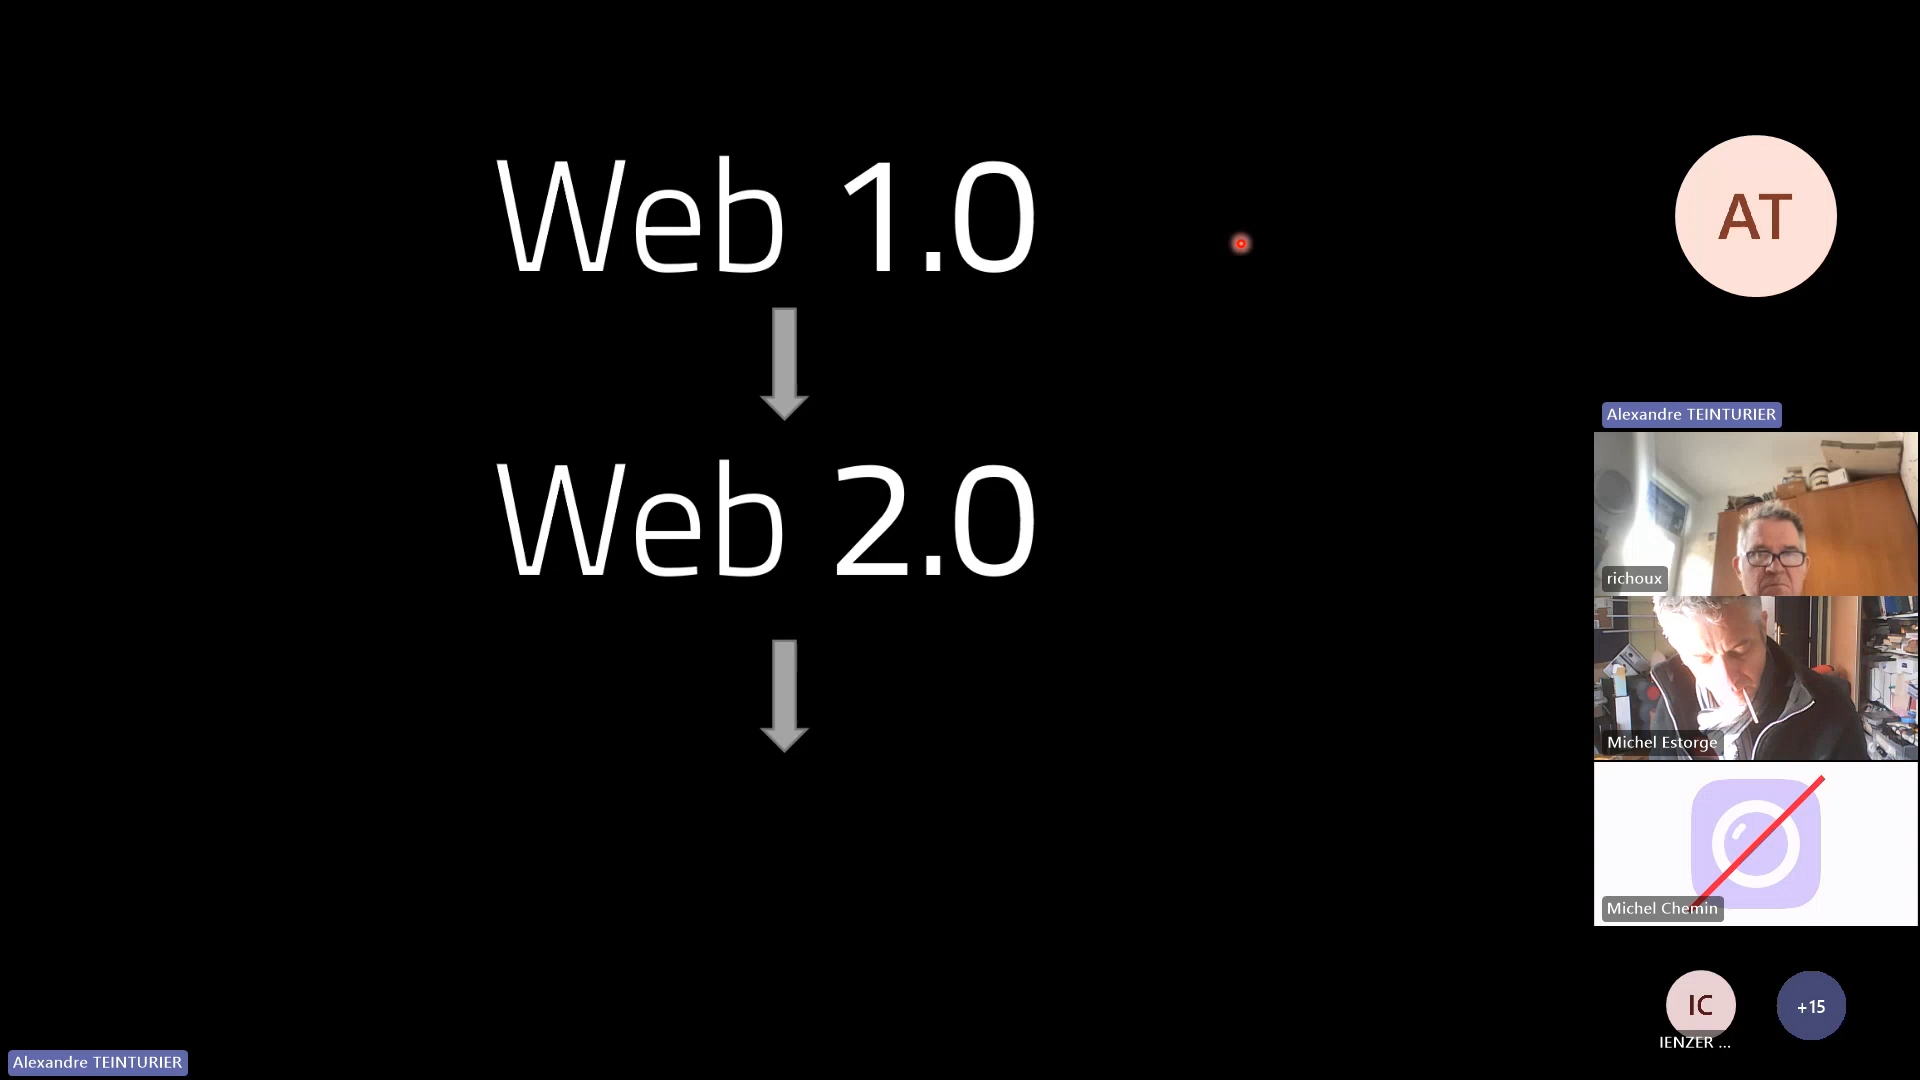 Web 1.0
Web 2.0
AT
Alexandre TEINTURIER
richoux
Michel Estorge
Michel Chemin
IC
+15
IENZER ...
Alexandre TEINTURIER